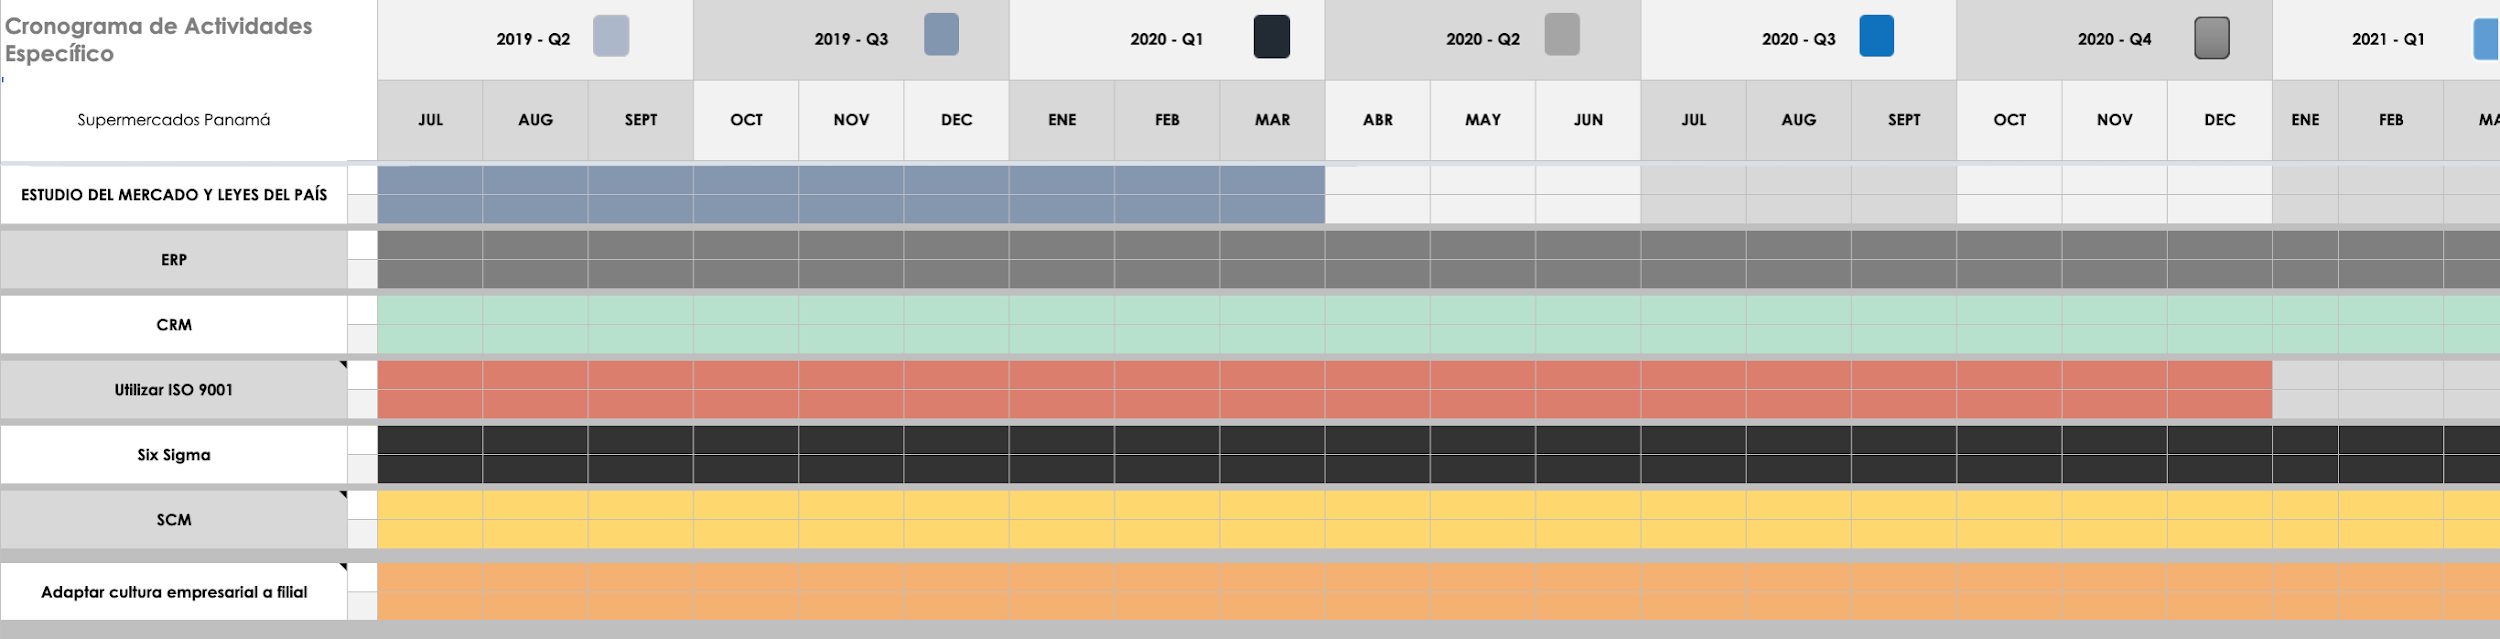 Cronograma de Actividades
Específico
2019 - Q2
2019 - Q3
2020 - Q1
2020 - Q2
2020 - Q3
2020 - Q4
2021 - Q1
Supermercados Panamá
JUL
AUG
SEPT
OCT
NOV
DEC
ENE
FEB
MAR
ABR
MAY
JUN
JUL
AUG
SEPT
OCT
NOV
DEC
ENE
FEB
MA
ESTUDIO DEL MERCADO Y LEYES DEL PAÍS
ERP
CRM
Utilizar ISO 9001
Six Sigma
SCM
Adaptar cultura empresarial a filial